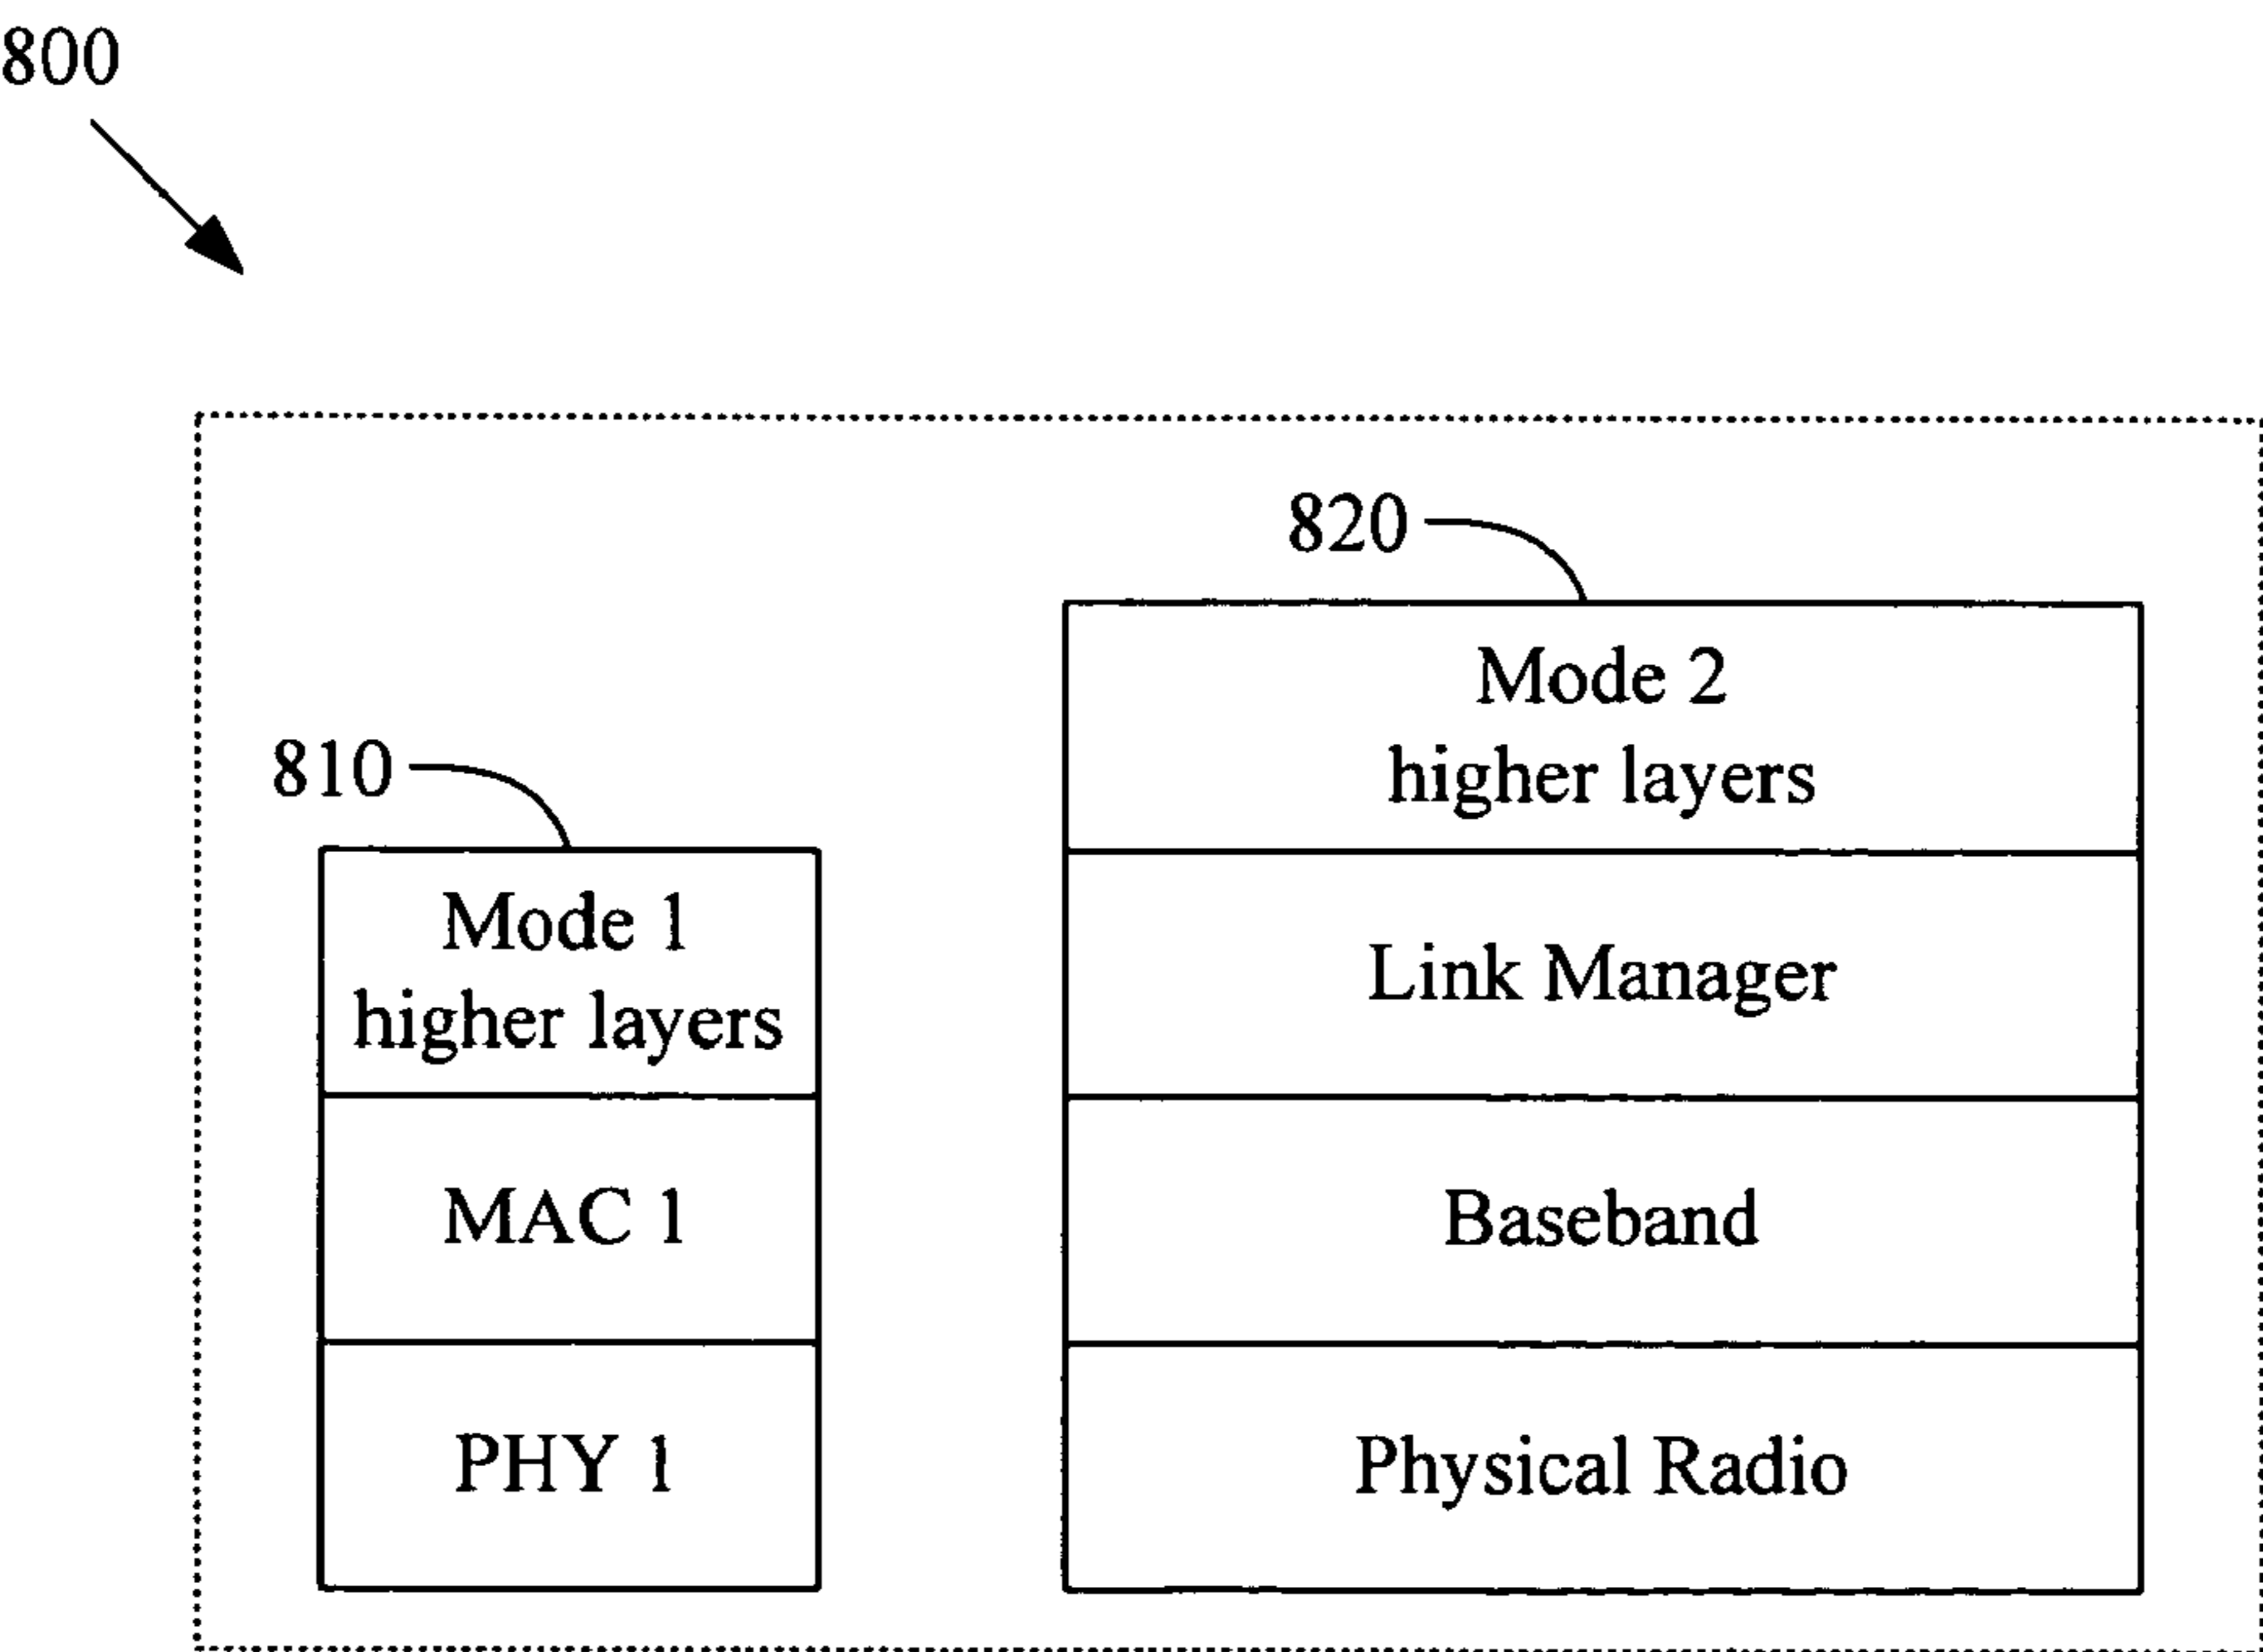 800
820
Mode 2
higher layers
810
Mode 1
higher layers
Link Manager
MAC 1
Baseband
PHY 1
Physical Radio